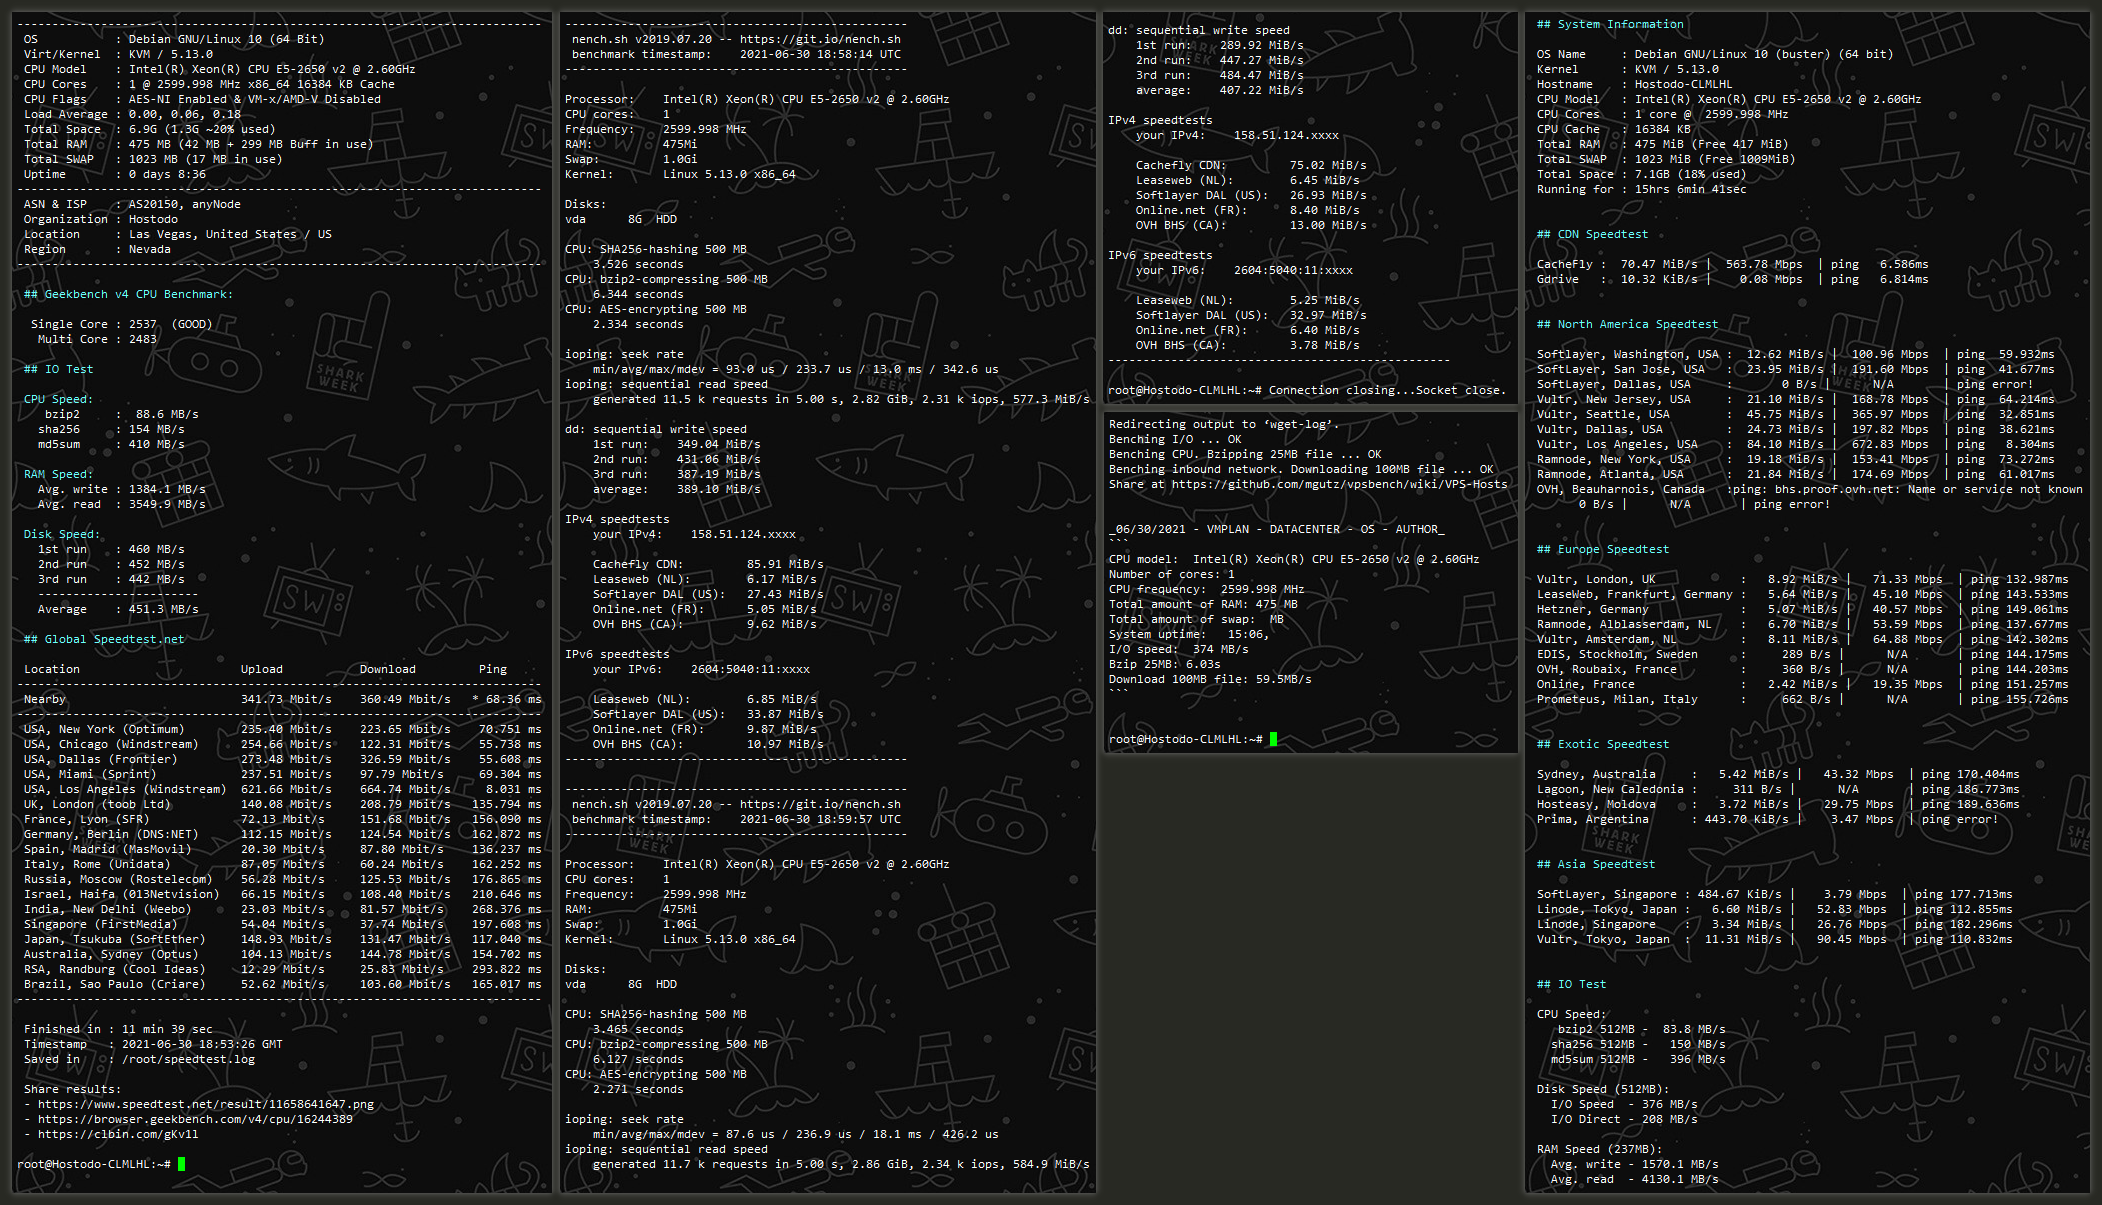 ----------------------------------------------------------------------
OS : Debian GNU/Linux 10 (64 Bit)
Virt/Kernel : KVM / 5.13.0
CPU Model : Intel(R) Xeon(R) CPU E5-2650 v2 @ 2.60GHz
CPU Cores : 1 @ 2599.998 MHz x86_64 16384 KB Cache
CPU Flags : AES-NI Enabled & VM-x/AMD-V Disabled
Load Average : 0.00, 0.06, 0.18
Total Space : 6.9G (1.3G ~20% used)
Total RAM : 475 MB (42 MB + 299 MB Buff in use)
Total SWAP : 1023 MB (17 MB in use)
Uptime : 0 days 8:36
----------------------------------------------------------------------
ASN & ISP : AS20150, anyNode
Organization : Hostodo
Location : Las Vegas, United States / US
Region : Nevada
----------------------------------------------------------------------
## Geekbench v4 CPU Benchmark:
Single Core : 2537 (GOOD)
Multi Core : 2483
## IO Test
CPU Speed:
bzip2 : 88.6 MB/s
sha256 : 154 MB/s
md5sum : 410 MB/s
RAM Speed:
Avg. write : 1384.1 MB/s
Avg. read : 3549.9 MB/s
Disk Speed:
1st run : 460 MB/s
2nd run : 452 MB/s
3rd run : 442 MB/s
-----------------------
Average : 451.3 MB/s
## Global Speedtest.net
Location Upload Download Ping
----------------------------------------------------------------------
Nearby 341.73 Mbit/s 360.49 Mbit/s * 68.36 ms
----------------------------------------------------------------------
USA, New York (Optimum) 235.40 Mbit/s 223.65 Mbit/s 70.751 ms
USA, Chicago (Windstream) 254.66 Mbit/s 122.31 Mbit/s 55.738 ms
USA, Dallas (Frontier) 273.48 Mbit/s 326.59 Mbit/s 55.608 ms
USA, Miami (Sprint) 237.51 Mbit/s 97.79 Mbit/s 69.304 ms
USA, Los Angeles (Windstream) 621.66 Mbit/s 664.74 Mbit/s 8.031 ms
UK, London (toob Ltd) 140.08 Mbit/s 208.79 Mbit/s 135.794 ms
France, Lyon (SFR) 72.13 Mbit/s 151.68 Mbit/s 156.090 ms
Germany, Berlin (DNS:NET) 112.15 Mbit/s 124.54 Mbit/s 162.872 ms
Spain, Madrid (MasMovil) 20.30 Mbit/s 87.80 Mbit/s 136.237 ms
Italy, Rome (Unidata) 87.05 Mbit/s 60.24 Mbit/s 162.252 ms
Russia, Moscow (Rostelecom) 56.28 Mbit/s 125.53 Mbit/s 176.865 ms
Israel, Haifa (013Netvision) 66.15 Mbit/s 108.40 Mbit/s 210.646 ms
India, New Delhi (Weebo) 23.03 Mbit/s 81.57 Mbit/s 268.376 ms
Singapore (FirstMedia) 54.04 Mbit/s 37.74 Mbit/s 197.608 ms
Japan, Tsukuba (SoftEther) 148.93 Mbit/s 131.47 Mbit/s 117.040 ms
Australia, Sydney (Optus) 104.13 Mbit/s 144.78 Mbit/s 154.702 ms
RSA, Randburg (Cool Ideas) 12.29 Mbit/s 25.83 Mbit/s 293.822 ms
Brazil, Sao Paulo (Criare) 52.62 Mbit/s 103.60 Mbit/s 165.017 ms
----------------------------------------------------------------------
Finished in : 11 min 39 sec
Timestamp : 2021-06-30 18:53:26 GMT
Saved in : /root/speedtest.log
Share results:
- https://www.speedtest.net/result/11658641647.png
- https://browser.geekbench.com/v4/cpu/16244389
- https://clbin.com/gKv1l
root@Hostodo-CLMLHL:~#
-------------------------------------------------
nench.sh v2019.07.20 -- https://git.io/nench.sh
benchmark timestamp: 2021-06-30 18:58:14 UTC
-------------------------------------------------
Processor: Intel(R) Xeon(R) CPU E5-2650 v2 @ 2.60GHz
CPU cores: 1
Frequency: 2599.998 MHz
RAM: 475Mi
Swap: 1.0Gi
Kernel: Linux 5.13.0 x86_64
Disks:
vda 8G HDD
CPU: SHA256-hashing 500 MB
3.526 seconds
CPU: bzip2-compressing 500 MB
6.344 seconds
CPU: AES-encrypting 500 MB
2.334 seconds
ioping: seek rate
min/avg/max/mdev = 93.0 us / 233.7 us / 13.0 ms / 342.6 us
ioping: sequential read speed
generated 11.5 k requests in 5.00 s, 2.82 GiB, 2.31 k iops, 577.3 MiB/s
dd: sequential write speed
1st run: 349.04 MiB/s
2nd run: 431.06 MiB/s
3rd run: 387.19 MiB/s
average: 389.10 MiB/s
IPv4 speedtests
your IPv4: 158.51.124.xxxx
Cachefly CDN: 85.91 MiB/s
Leaseweb (NL): 6.17 MiB/s
Softlayer DAL (US): 27.43 MiB/s
Online.net (FR): 5.05 MiB/s
OVH BHS (CA): 9.62 MiB/s
IPv6 speedtests
your IPv6: 2604:5040:11:xxxx
Leaseweb (NL): 6.85 MiB/s
Softlayer DAL (US): 33.87 MiB/s
Online.net (FR): 9.87 MiB/s
OVH BHS (CA): 10.97 MiB/s
-------------------------------------------------
-------------------------------------------------
nench.sh v2019.07.20 -- https://git.io/nench.sh
benchmark timestamp: 2021-06-30 18:59:57 UTC
-------------------------------------------------
Processor: Intel(R) Xeon(R) CPU E5-2650 v2 @ 2.60GHz
CPU cores: 1
Frequency: 2599.998 MHz
RAM: 475Mi
Swap: 1.0Gi
Kernel: Linux 5.13.0 x86_64
Disks:
vda 8G HDD
CPU: SHA256-hashing 500 MB
3.465 seconds
CPU: bzip2-compressing 500 MB
6.127 seconds
CPU: AES-encrypting 500 MB
2.271 seconds
ioping: seek rate
min/avg/max/mdev = 87.6 us / 236.9 us / 18.1 ms / 426.2 us
ioping: sequential read speed
generated 11.7 k requests in 5.00 s, 2.86 GiB, 2.34 k iops, 584.9 MiB/s
dd: sequential write speed
1st run: 289.92 MiB/s
2nd run: 447.27 MiB/s
3rd run: 484.47 MiB/s
average: 407.22 MiB/s
IPv4 speedtests
your IPv4: 158.51.124.xxxx
Cachefly CDN: 75.02 MiB/s
Leaseweb (NL): 6.45 MiB/s
Softlayer DAL (US): 26.93 MiB/s
Online.net (FR): 8.40 MiB/s
OVH BHS (CA): 13.00 MiB/s
IPv6 speedtests
your IPv6: 2604:5040:11:xxxx
Leaseweb (NL): 5.25 MiB/s
Softlayer DAL (US): 32.97 MiB/s
Online.net (FR): 6.40 MiB/s
OVH BHS (CA): 3.78 MiB/s
-------------------------------------------------
root@Hostodo-CLMLHL:~# Connection closing...Socket close.
Redirecting output to ‘wget-log’.
Benching I/O ... OK
Benching CPU. Bzipping 25MB file ... OK
Benching inbound network. Downloading 100MB file ... OK
Share at https://github.com/mgutz/vpsbench/wiki/VPS-Hosts
_06/30/2021 - VMPLAN - DATACENTER - OS - AUTHOR_
```
CPU model: Intel(R) Xeon(R) CPU E5-2650 v2 @ 2.60GHz
Number of cores: 1
CPU frequency: 2599.998 MHz
Total amount of RAM: 475 MB
Total amount of swap: MB
System uptime: 15:06,
I/O speed: 374 MB/s
Bzip 25MB: 6.03s
Download 100MB file: 59.5MB/s
```
root@Hostodo-CLMLHL:~#
## System Information
OS Name : Debian GNU/Linux 10 (buster) (64 bit)
Kernel : KVM / 5.13.0
Hostname : Hostodo-CLMLHL
CPU Model : Intel(R) Xeon(R) CPU E5-2650 v2 @ 2.60GHz
CPU Cores : 1 core @ 2599.998 MHz
CPU Cache : 16384 KB
Total RAM : 475 MiB (Free 417 MiB)
Total SWAP : 1023 MiB (Free 1009MiB)
Total Space : 7.1GB (18% used)
Running for : 15hrs 6min 41sec
## CDN Speedtest
CacheFly : 70.47 MiB/s | 563.78 Mbps | ping 6.586ms
Gdrive : 10.32 KiB/s | 0.08 Mbps | ping 6.814ms
## North America Speedtest
Softlayer, Washington, USA : 12.62 MiB/s | 100.96 Mbps | ping 59.932ms
SoftLayer, San Jose, USA : 23.95 MiB/s | 191.60 Mbps | ping 41.677ms
SoftLayer, Dallas, USA : 0 B/s | N/A | ping error!
Vultr, New Jersey, USA : 21.10 MiB/s | 168.78 Mbps | ping 64.214ms
Vultr, Seattle, USA : 45.75 MiB/s | 365.97 Mbps | ping 32.851ms
Vultr, Dallas, USA : 24.73 MiB/s | 197.82 Mbps | ping 38.621ms
Vultr, Los Angeles, USA : 84.10 MiB/s | 672.83 Mbps | ping 8.304ms
Ramnode, New York, USA : 19.18 MiB/s | 153.41 Mbps | ping 73.272ms
Ramnode, Atlanta, USA : 21.84 MiB/s | 174.69 Mbps | ping 61.017ms
OVH, Beauharnois, Canada :ping: bhs.proof.ovh.net: Name or service not known
0 B/s | N/A | ping error!
## Europe Speedtest
Vultr, London, UK : 8.92 MiB/s | 71.33 Mbps | ping 132.987ms
LeaseWeb, Frankfurt, Germany : 5.64 MiB/s | 45.10 Mbps | ping 143.533ms
Hetzner, Germany : 5.07 MiB/s | 40.57 Mbps | ping 149.061ms
Ramnode, Alblasserdam, NL : 6.70 MiB/s | 53.59 Mbps | ping 137.677ms
Vultr, Amsterdam, NL : 8.11 MiB/s | 64.88 Mbps | ping 142.302ms
EDIS, Stockholm, Sweden : 289 B/s | N/A | ping 144.175ms
OVH, Roubaix, France : 360 B/s | N/A | ping 144.203ms
Online, France : 2.42 MiB/s | 19.35 Mbps | ping 151.257ms
Prometeus, Milan, Italy : 662 B/s | N/A | ping 155.726ms
## Exotic Speedtest
Sydney, Australia : 5.42 MiB/s | 43.32 Mbps | ping 170.404ms
Lagoon, New Caledonia : 311 B/s | N/A | ping 186.773ms
Hosteasy, Moldova : 3.72 MiB/s | 29.75 Mbps | ping 189.636ms
Prima, Argentina : 443.70 KiB/s | 3.47 Mbps | ping error!
## Asia Speedtest
SoftLayer, Singapore : 484.67 KiB/s | 3.79 Mbps | ping 177.713ms
Linode, Tokyo, Japan : 6.60 MiB/s | 52.83 Mbps | ping 112.855ms
Linode, Singapore : 3.34 MiB/s | 26.76 Mbps | ping 182.296ms
Vultr, Tokyo, Japan : 11.31 MiB/s | 90.45 Mbps | ping 110.832ms
## IO Test
CPU Speed:
bzip2 512MB - 83.8 MB/s
sha256 512MB - 150 MB/s
md5sum 512MB - 396 MB/s
Disk Speed (512MB):
I/O Speed - 376 MB/s
I/O Direct - 208 MB/s
RAM Speed (237MB):
Avg. write - 1570.1 MB/s
Avg. read - 4130.1 MB/s